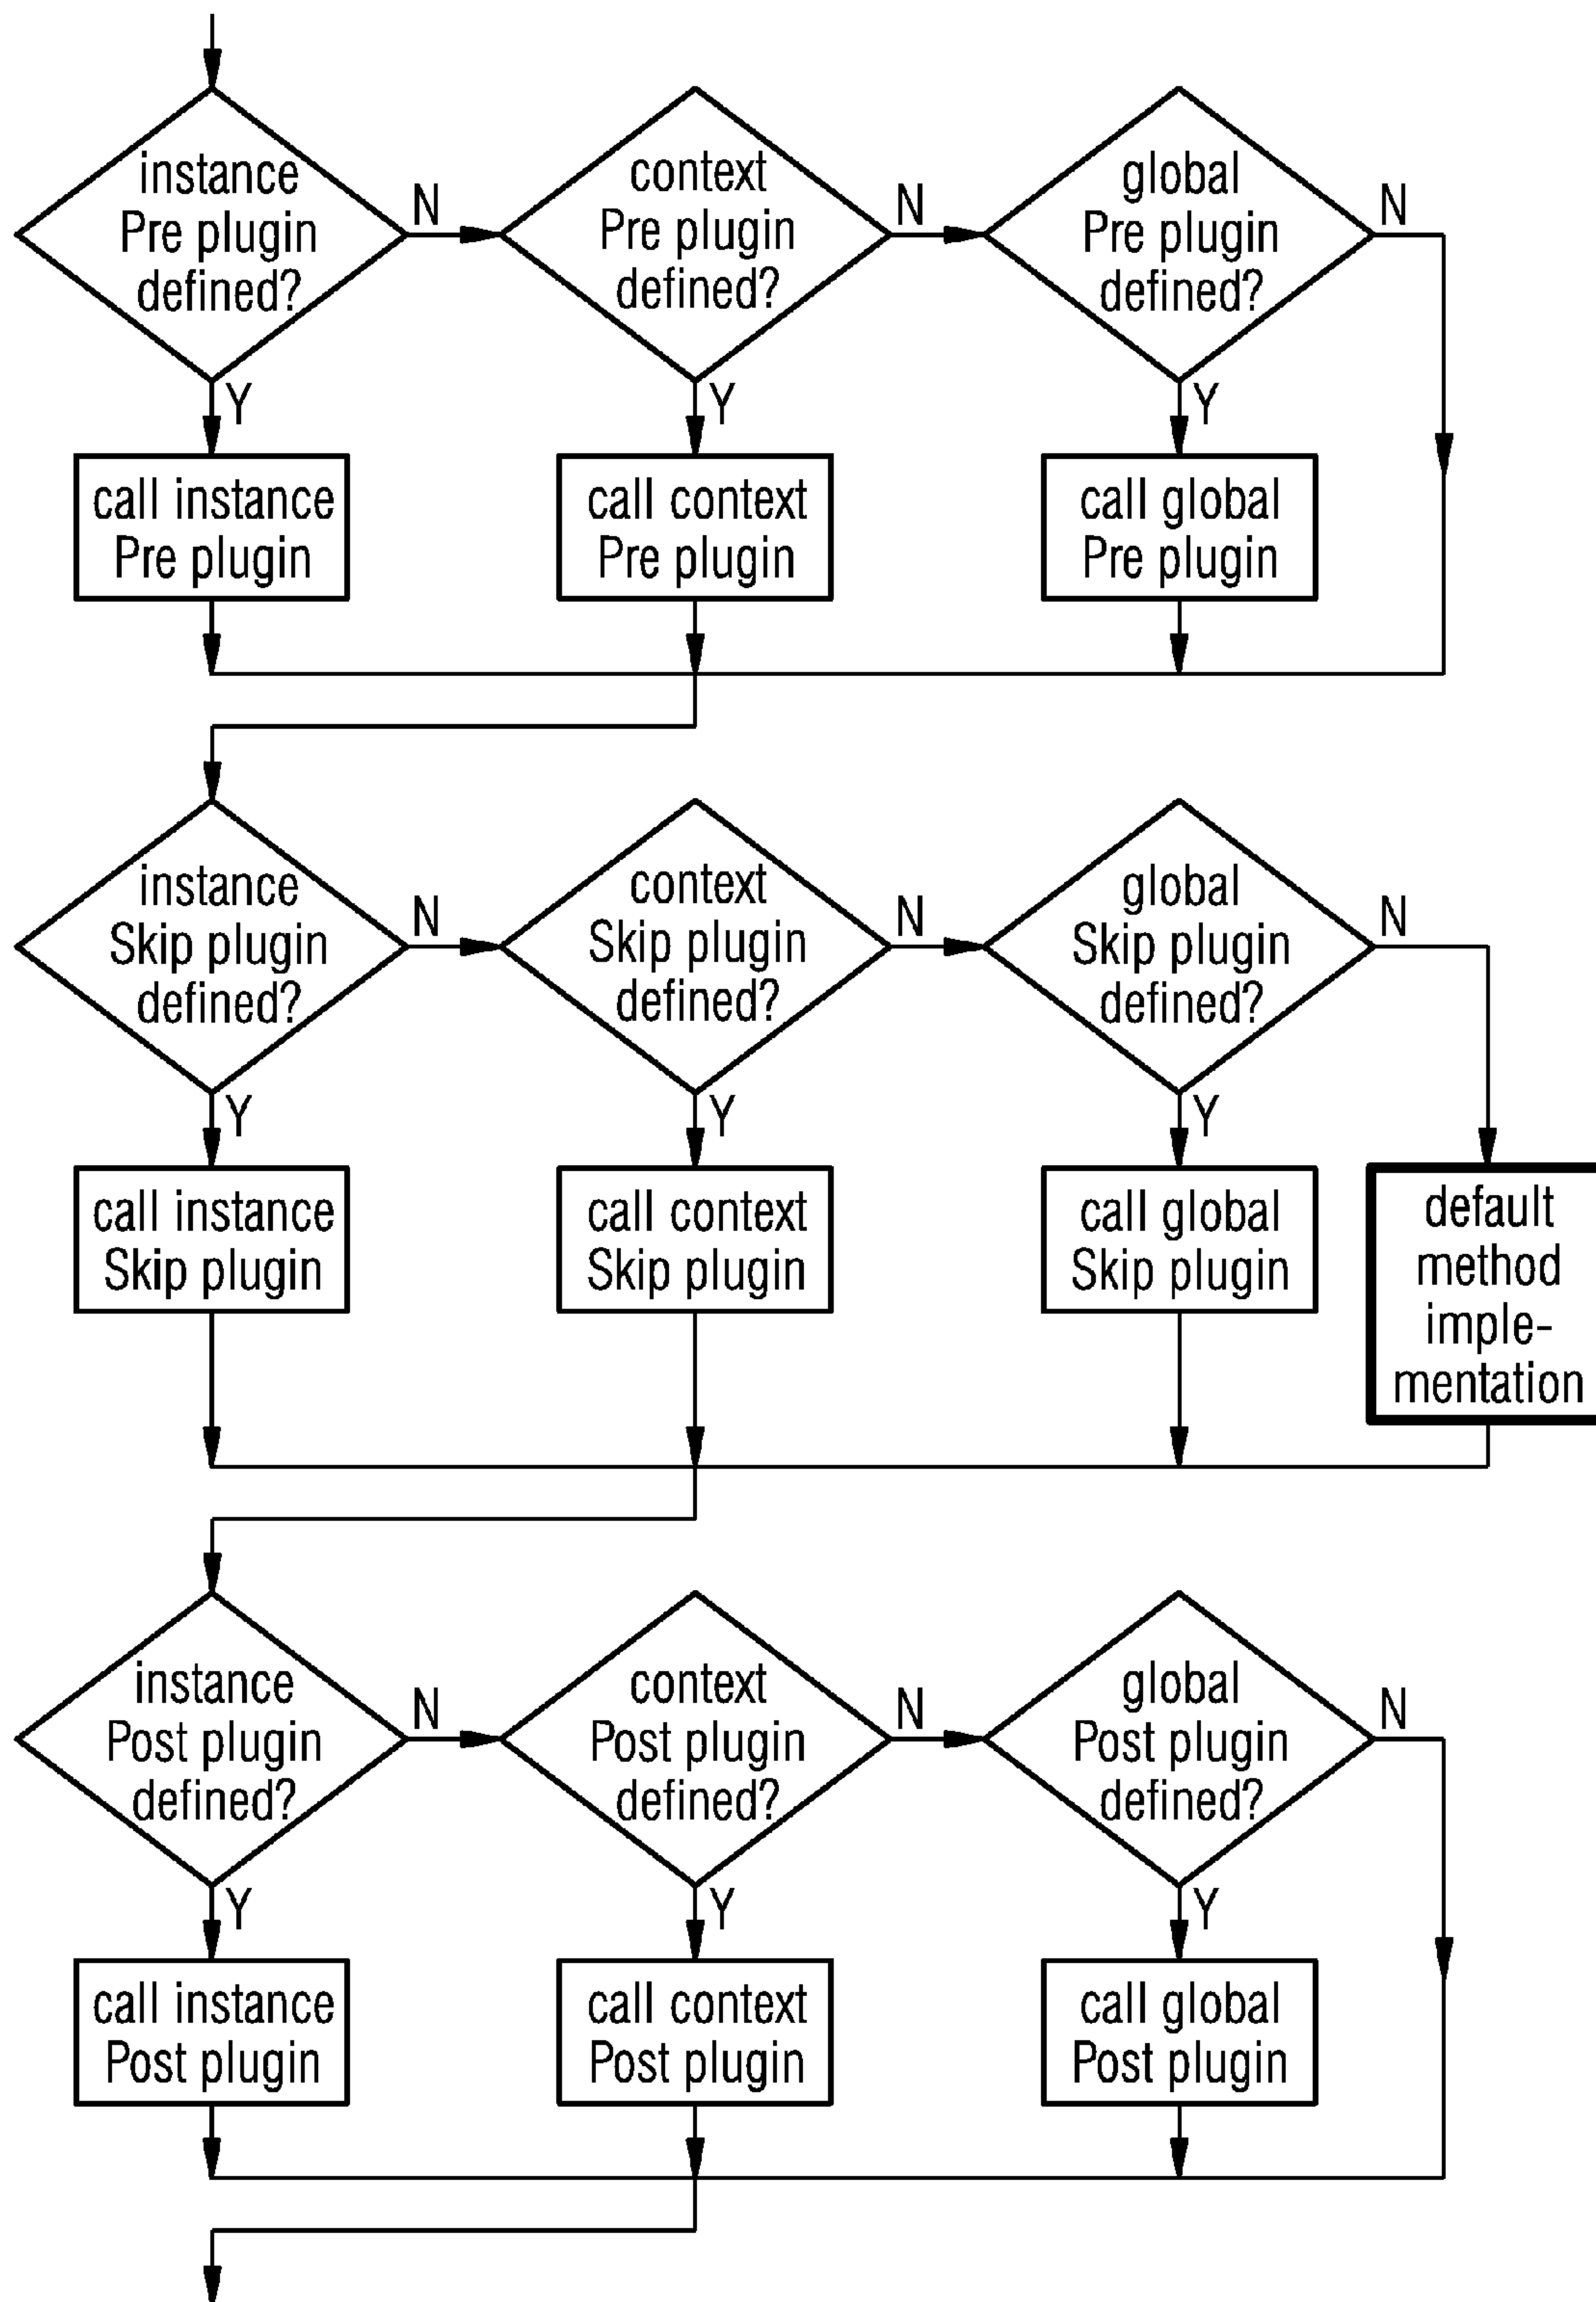 instance
Pre plugin
defined?
N
context
Pre plugin
defined?
N
global
Pre plugin
defined?
N
Y
Y
Y
call instance
Pre plugin
call context
Pre plugin
call global
Pre plugin
instance
Skip plugin
defined?
N
context
Skip plugin
defined?
N
global
Skip plugin
defined?
N
Y
Y
Y
call instance
Skip plugin
call context
Skip plugin
call global
Skip plugin
default
method
imple-
mentation
instance
Post plugin
defined?
N
context
Post plugin
defined?
N
global
Post plugin
defined?
N
Y
Y
Y
call instance
Post plugin
call context
Post plugin
call global
Post plugin